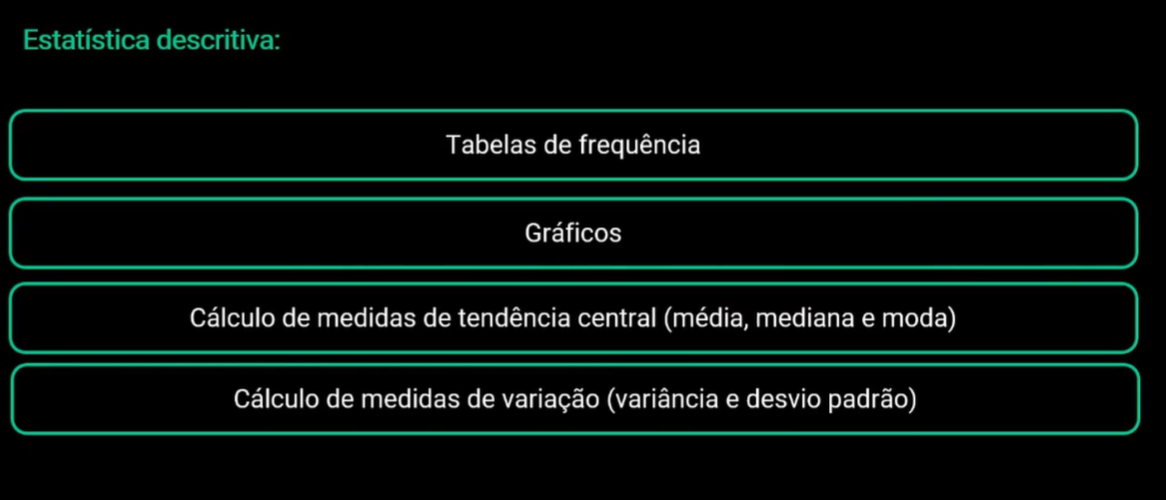 Estatística descritiva:
Tabelas de frequência
Gráficos
Cálculo de medidas de tendência central (média, mediana e moda)
Cálculo de medidas de variação (variância e desvio padrão)